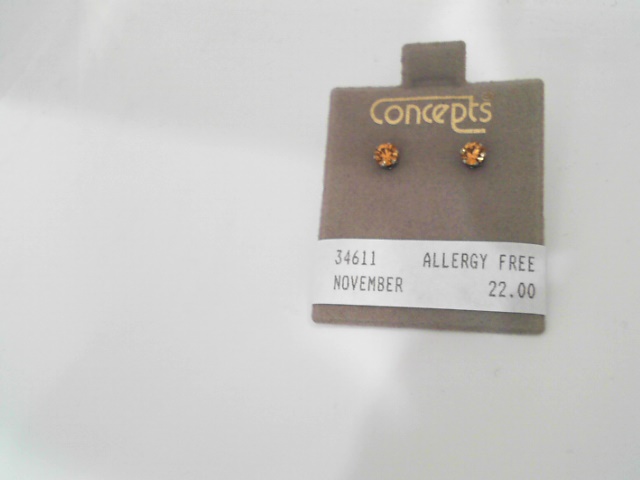 Concepts
34611 ALLERGY FREE
NOVEMBER 22.00